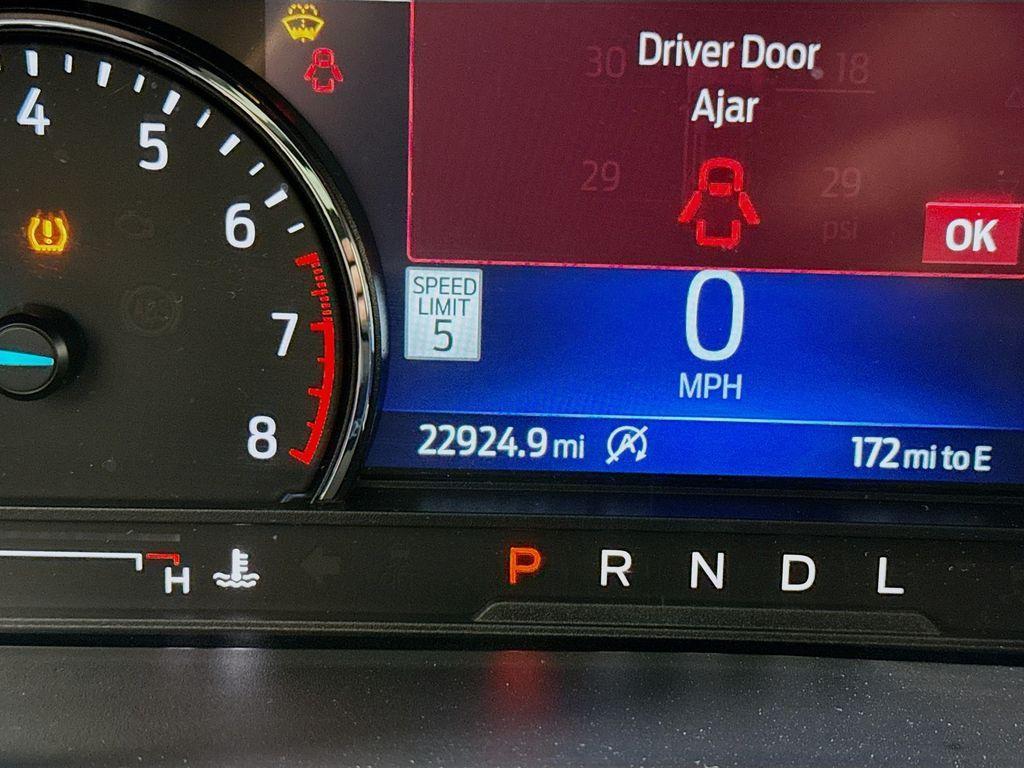 Driver Door
Ajar
30
18
29
29
psi
OK
4
5
6
7
8
SPEED
LIMIT
5
0
MPH
22924.9 mi
A
172 mi to E
H
P R N D L